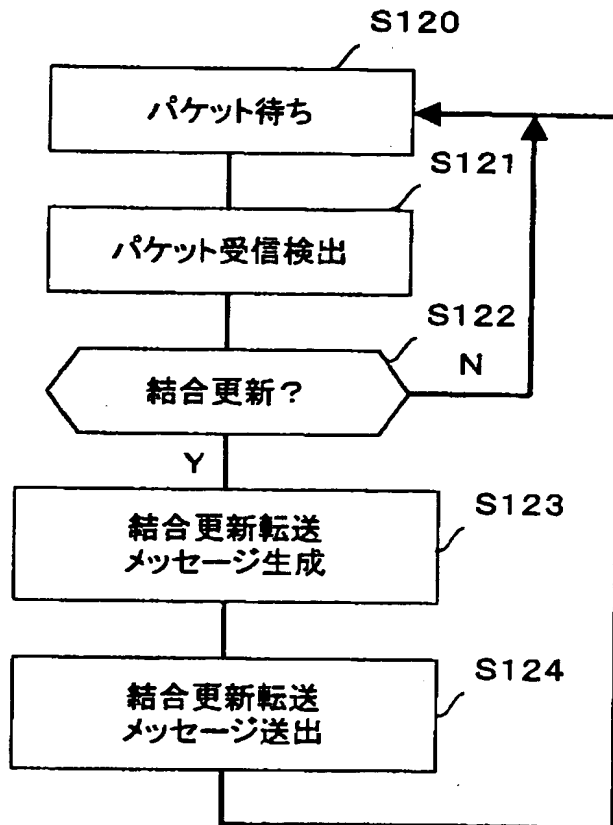 S120
パケット待ち
S121
パケット受信検出
S122
結合更新?
N
Y
S123
結合更新転送
メッセージ生成
S124
結合更新転送
メッセージ送出